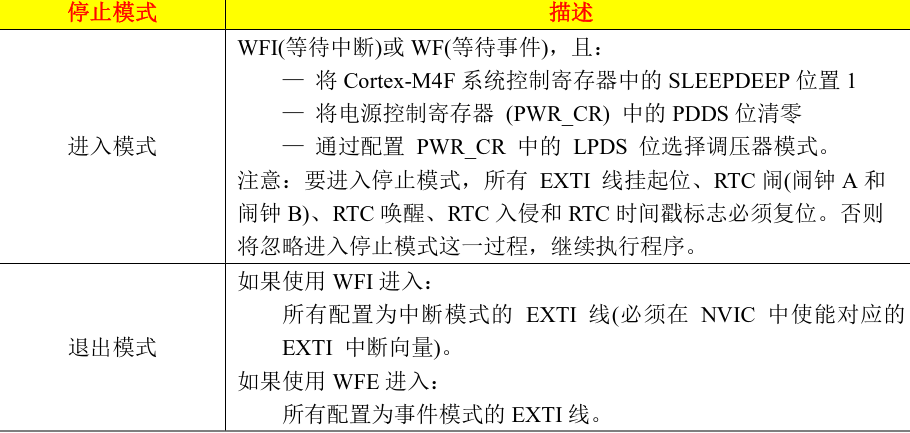 停止模式 描述
WFI(等待中断)或 WF(等待事件)，且：
— 将 Cortex-M4F 系统控制寄存器中的 SLEEPDEEP 位置 1
— 将电源控制寄存器 (PWR_CR) 中的 PDDS 位清零
进入模式 — 通过配置 PWR_CR 中的 LPDS 位选择调压器模式。
注意：要进入停止模式，所有 EXTI 线挂起位、RTC 闹(闹钟 A 和
闹钟 B)、RTC 唤醒、RTC 入侵和 RTC 时间戳标志必须复位。否则
将忽略进入停止模式这一过程，继续执行程序。
如果使用 WFI 进入：
所有配置为中断模式的 EXTI 线(必须在 NVIC 中使能对应的
退出模式 EXTI 中断向量)。
如果使用 WFE 进入：
所有配置为事件模式的 EXTI 线。